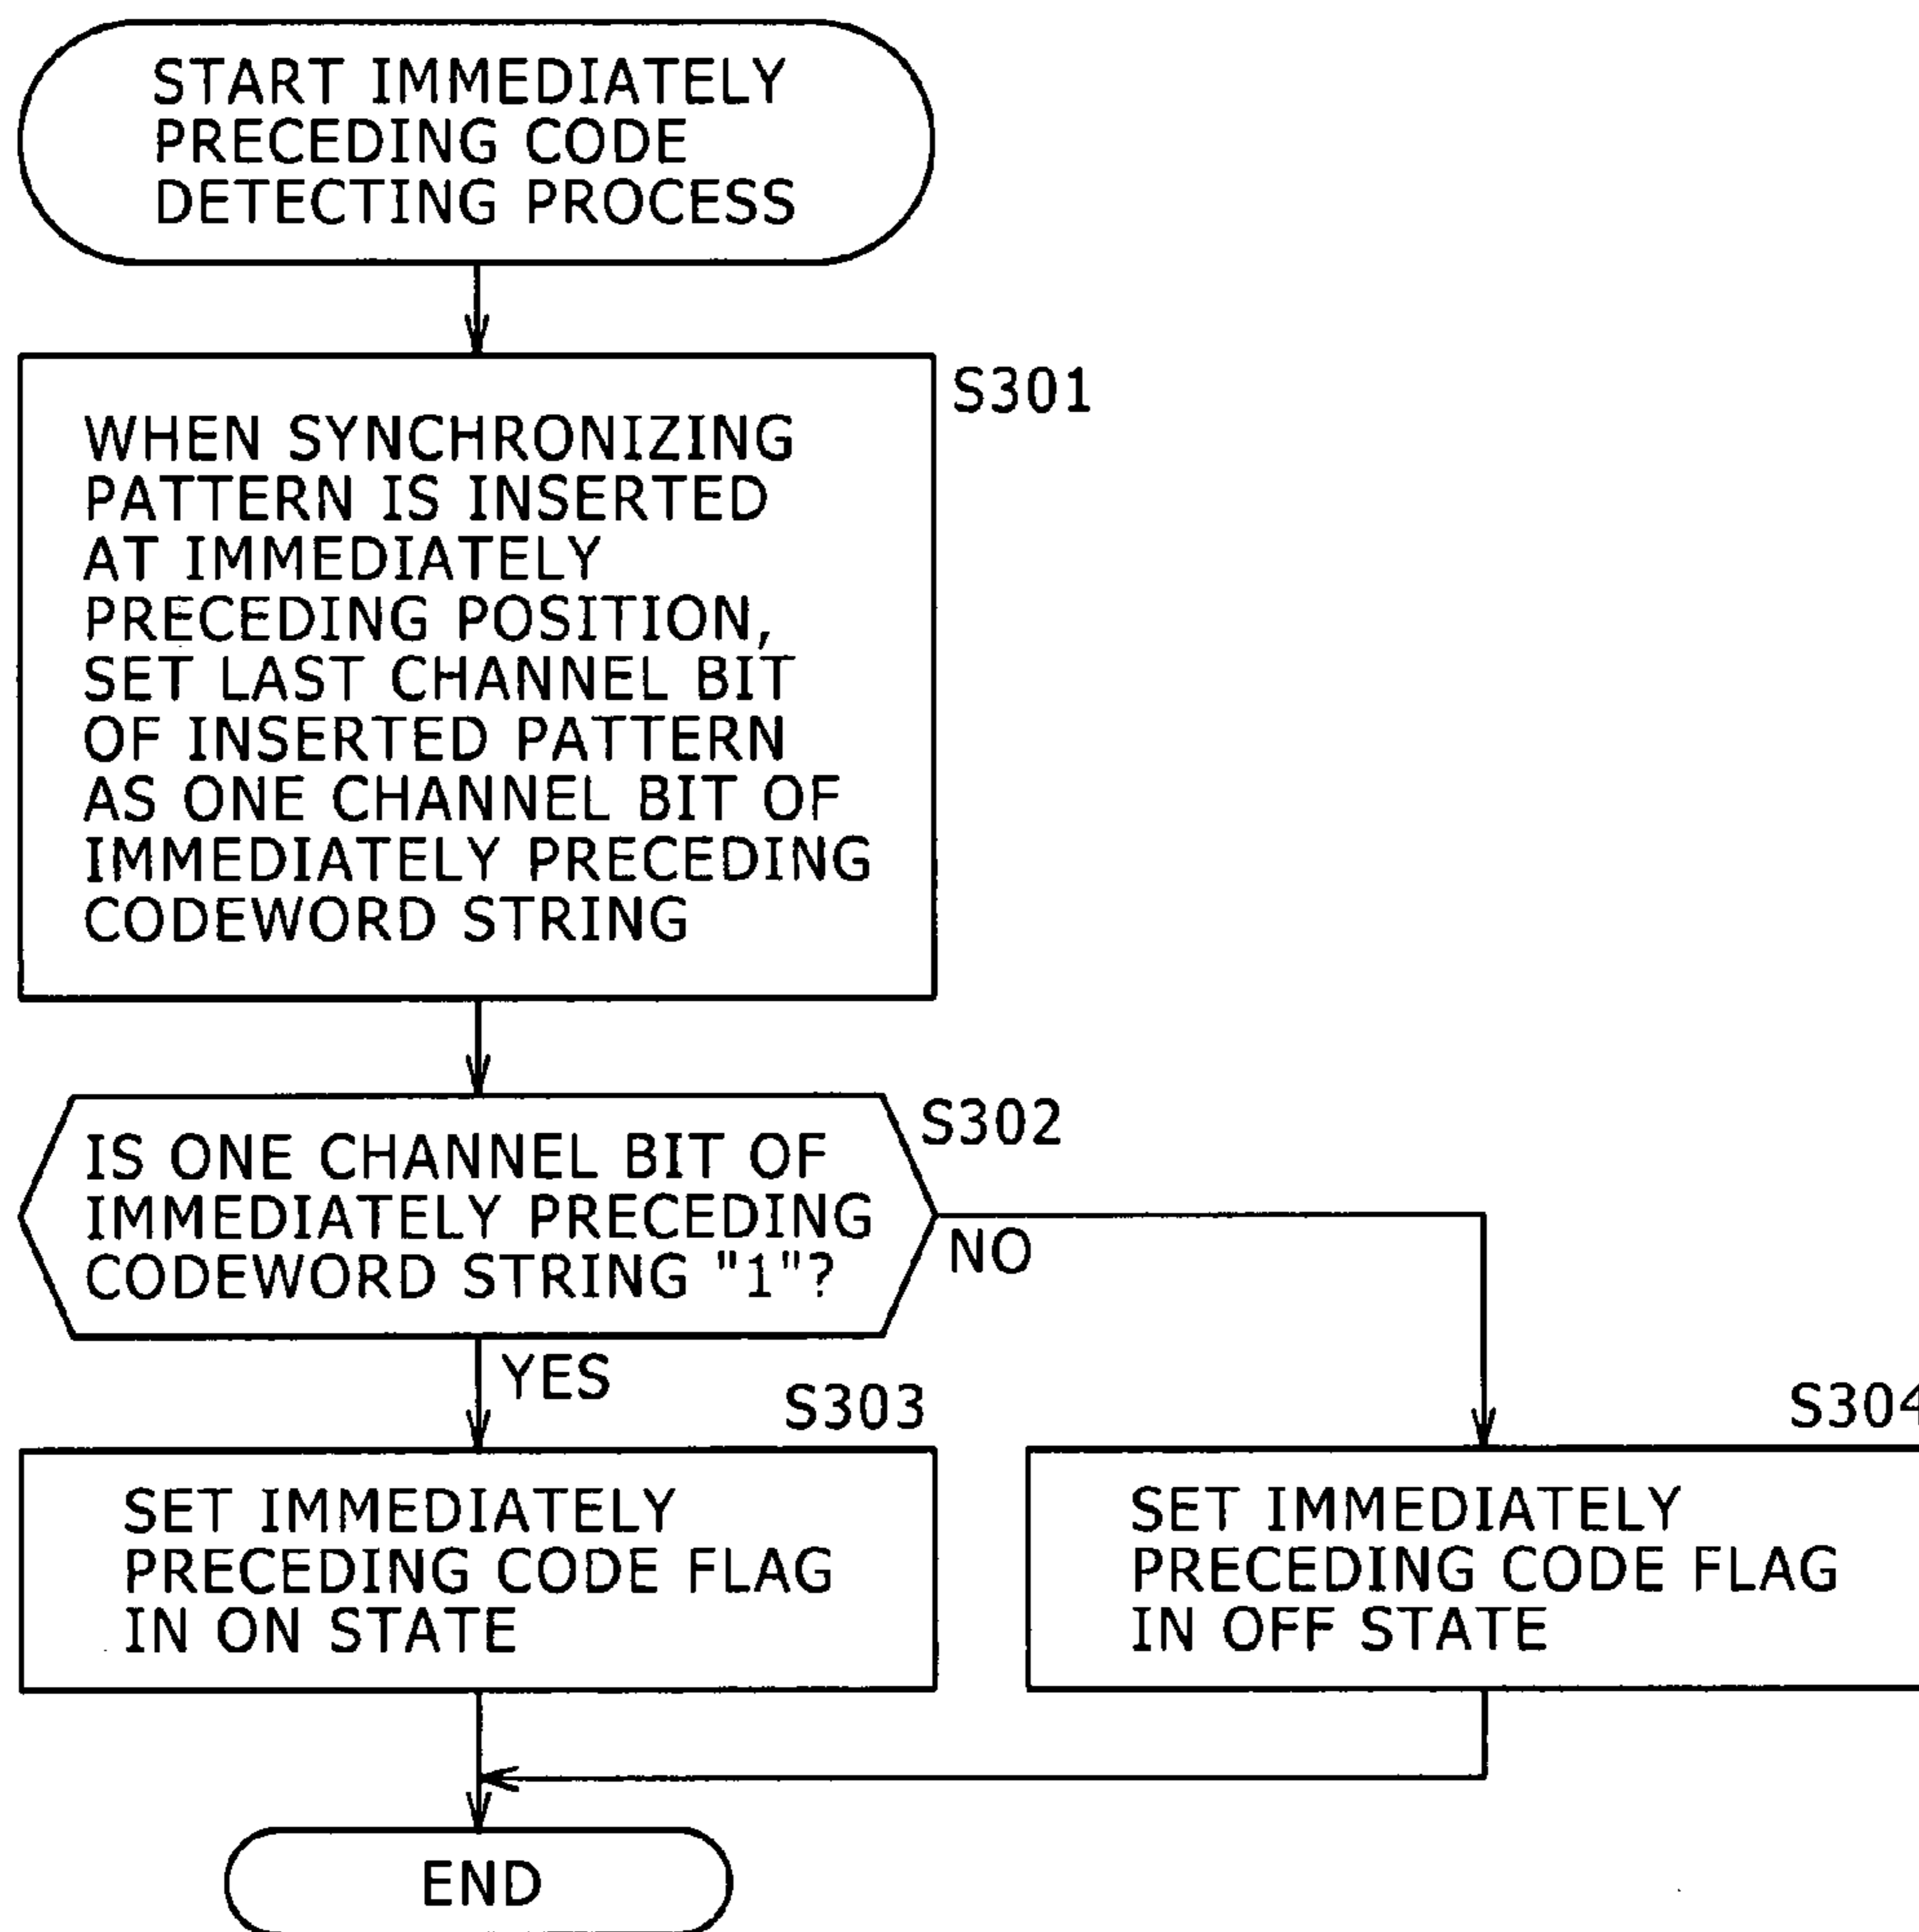 START IMMEDIATELY
PRECEDING CODE
DETECTING PROCESS
S301
WHEN SYNCHRONIZING
PATTERN IS INSERTED
AT IMMEDIATELY
PRECEDING POSITION,
SET LAST CHANNEL BIT
OF INSERTED PATTERN
AS ONE CHANNEL BIT OF
IMMEDIATELY PRECEDING
CODEWORD STRING
S302
IS ONE CHANNEL BIT OF
IMMEDIATELY PRECEDING
CODEWORD STRING "1"?
NO
YES
S303
S304
SET IMMEDIATELY
PRECEDING CODE FLAG
IN ON STATE
SET IMMEDIATELY
PRECEDING CODE FLAG
IN OFF STATE
END